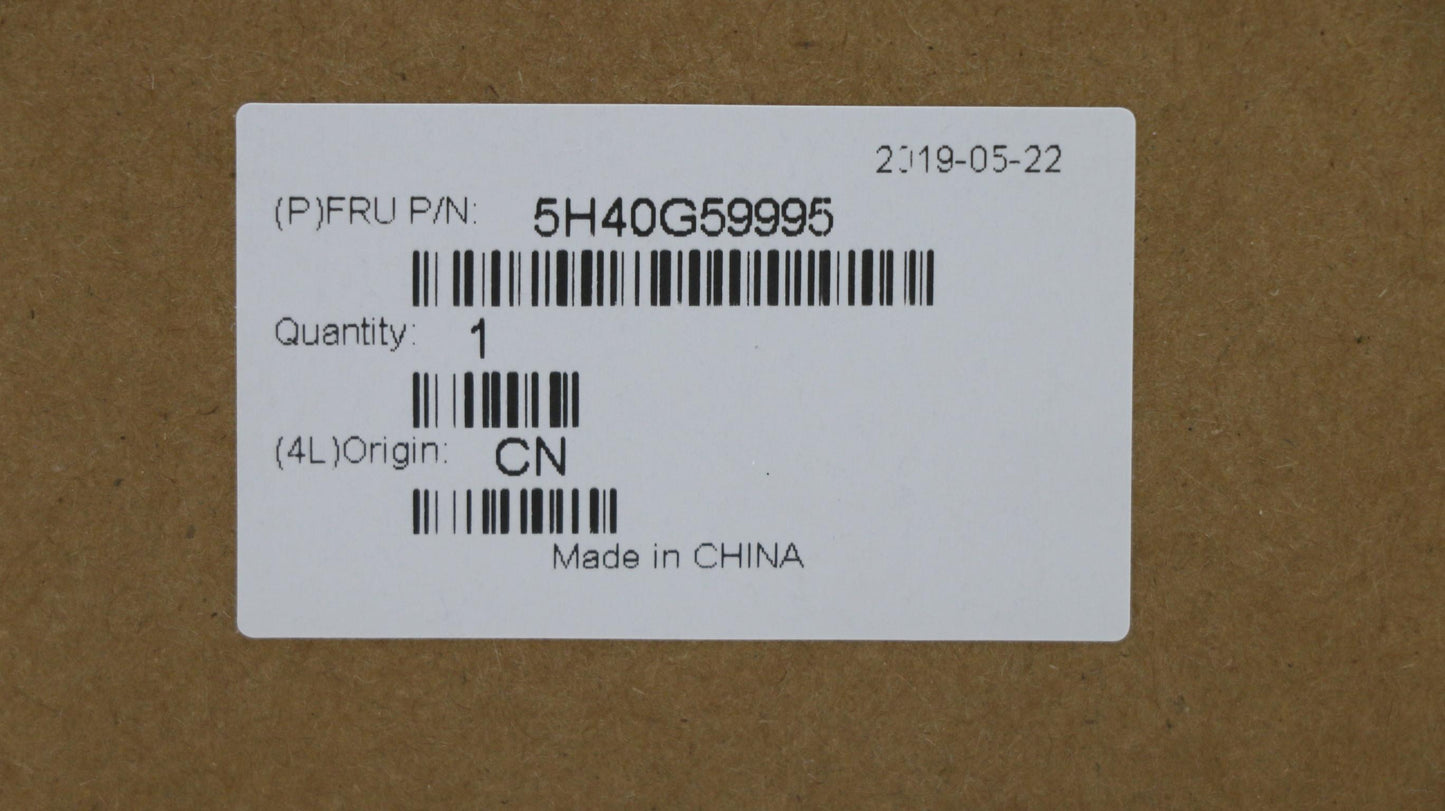 2019-05-22
(P)FRU P/N: 5H40G59995
Quantity: 1
(4L)Origin: CN
Made in CHINA